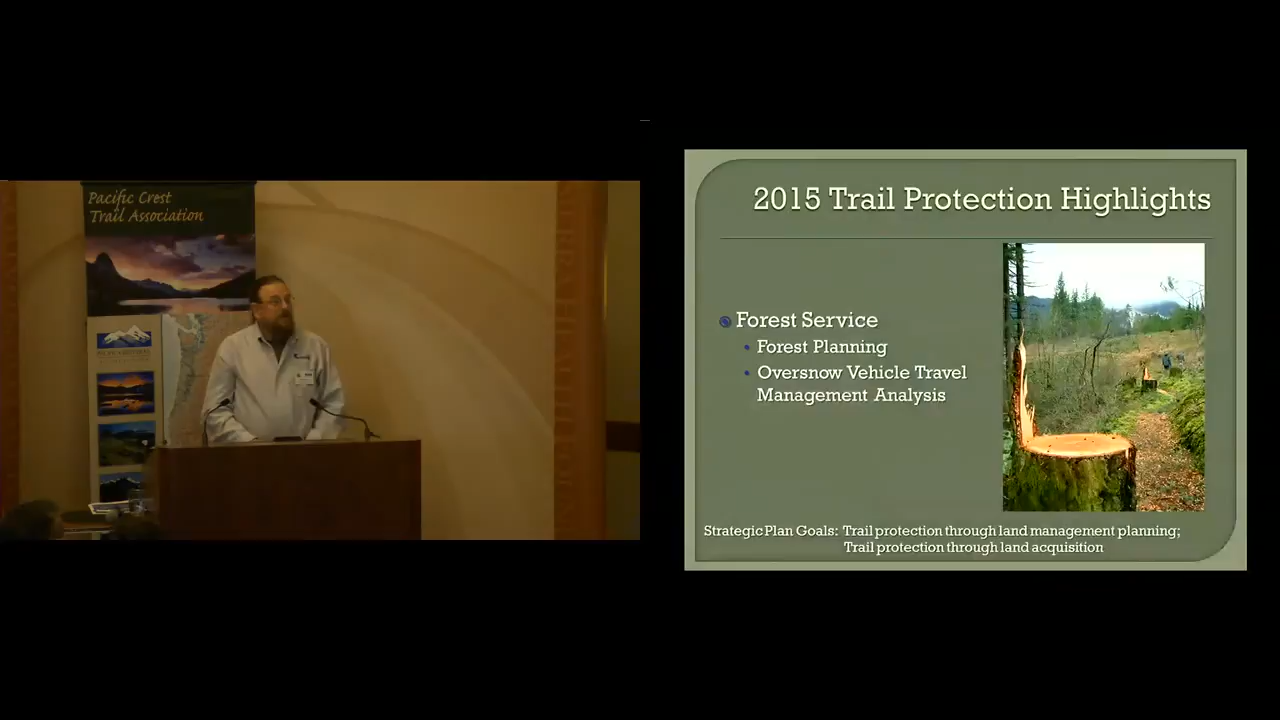 Pacific Crest
Trail Association
2015 Trail Protection Highlights
Forest Service
Forest Planning
Oversnow Vehicle Travel
Management Analysis
Strategic Plan Goals: Trail protection through land management planning;
Trail protection through land acquisition